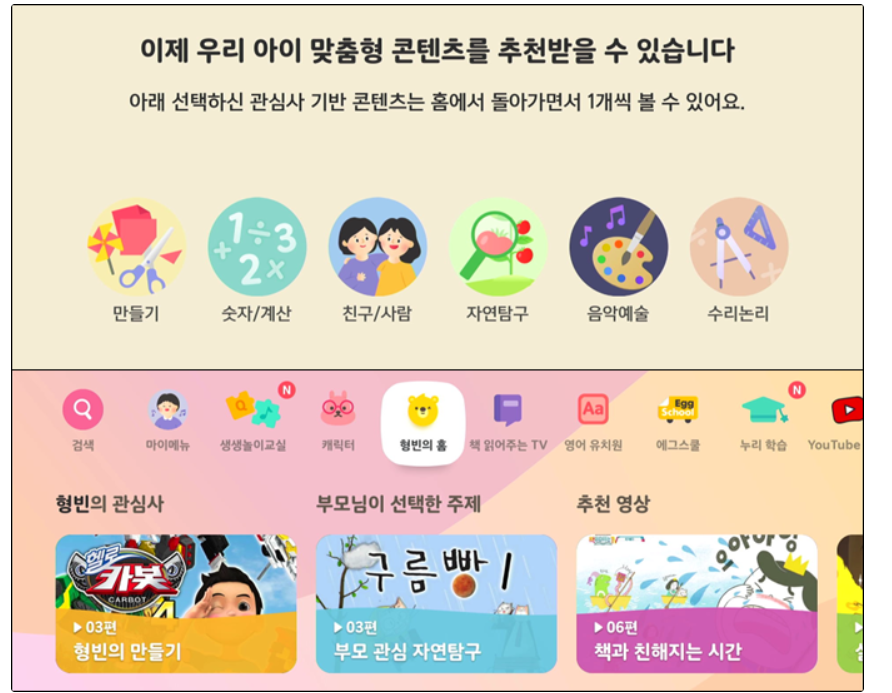 이제 우리 아이 맞춤형 콘텐츠를 추천받을 수 있습니다
아래 선택하신 관심사 기반 콘텐츠는 홈에서 돌아가면서 1개씩 볼 수 있어요.
1÷3
+2×
만들기 숫자/계산 친구/사람 자연탐구 음악예술 수리논리
N N
Aa Egg School
검색 마이메뉴 생생놀이교실 캐릭터 형빈의 홈 책 읽어주는 TV 영어 유치원 에그스쿨 누리 학습 YouTube
형빈의 관심사 부모님이 선택한 주제 추천 영상
헬로 카봇 CARBOT 구름빵 1
▶03편 ▶03편 ▶06편
형빈의 만들기 부모 관심 자연탐구 책과 친해지는 시간